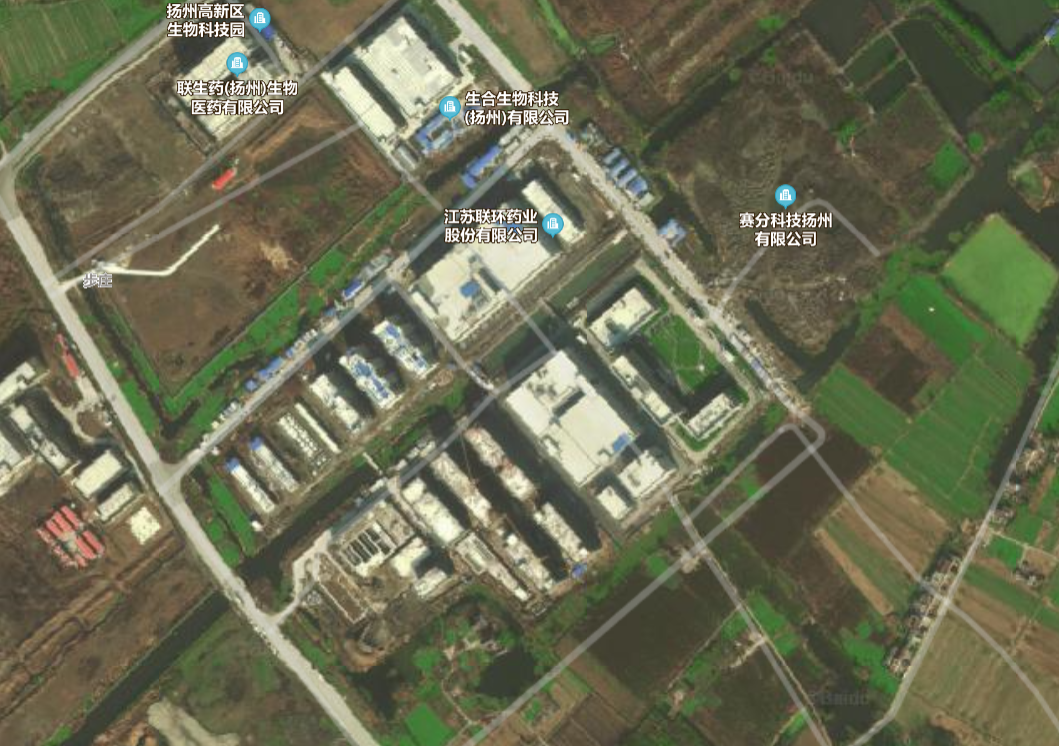 扬州高新区
生物科技园
联生药(扬州)生物
医药有限公司
生合生物科技
(扬州)有限公司
江苏联环药业
股份有限公司
赛分科技扬州
有限公司
Baidu
Baidu